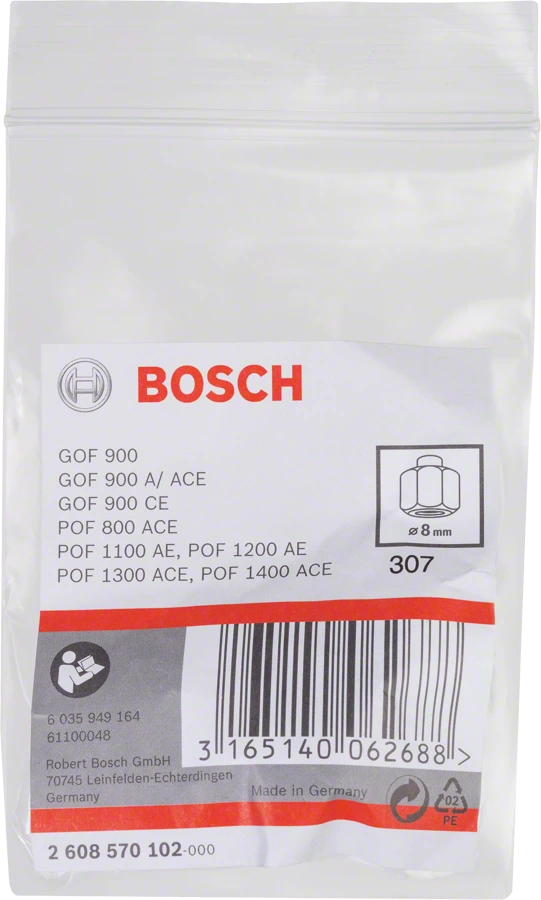 BOSCH
GOF 900
GOF 900 A/ ACE
GOF 900 CE
POF 800 ACE
POF 1100 AE, POF 1200 AE
POF 1300 ACE, POF 1400 ACE
⌀ 8 mm
307
6 035 949 164
61100048
Robert Bosch GmbH
70745 Leinfelden-Echterdingen
Germany
3 165140 062688 >
Made in Germany
02
PE
2 608 570 102-000